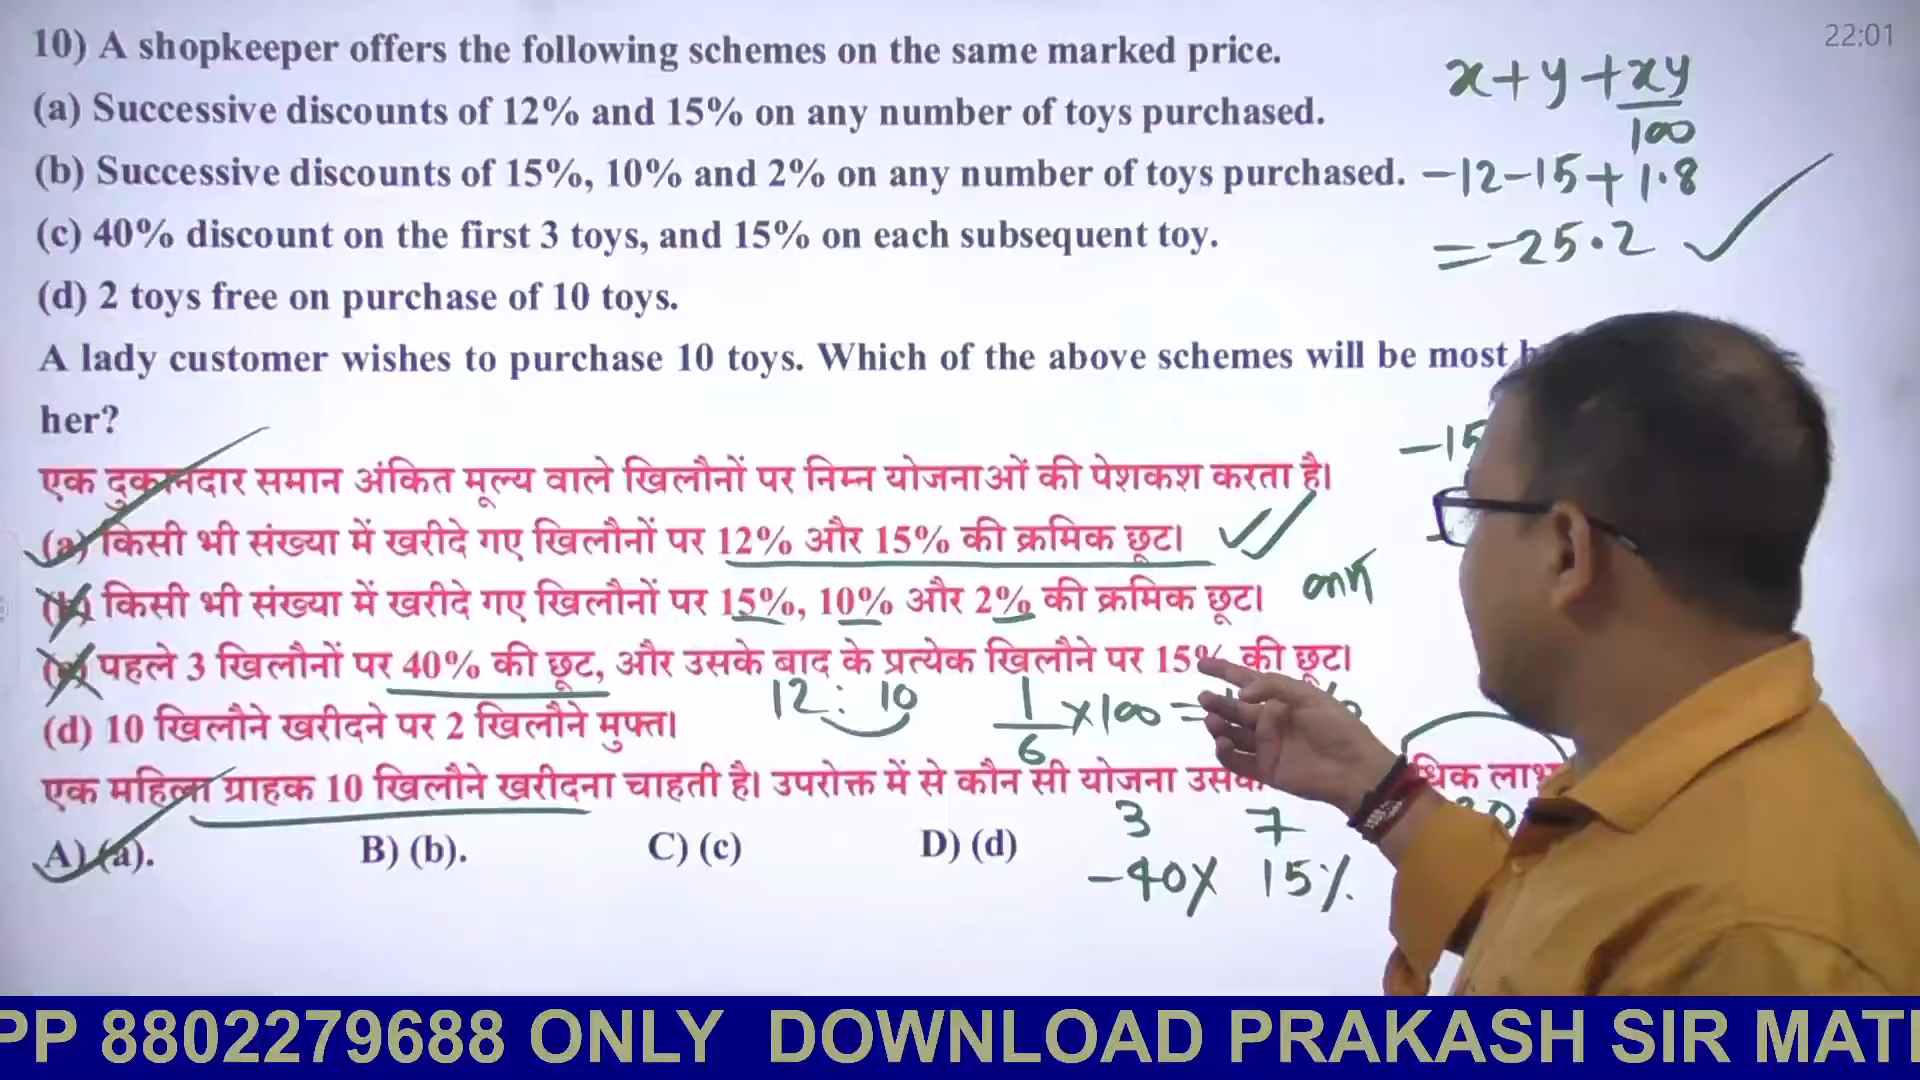 22:01
10) A shopkeeper offers the following schemes on the same marked price.
(a) Successive discounts of 12% and 15% on any number of toys purchased.
(b) Successive discounts of 15%, 10% and 2% on any number of toys purchased.
(c) 40% discount on the first 3 toys, and 15% on each subsequent toy.
(d) 2 toys free on purchase of 10 toys.
A lady customer wishes to purchase 10 toys. Which of the above schemes will be most
her?
x+y+xy/100
-12-15+1.8
=-25.2
-15
एक दुकानदार समान अंकित मूल्य वाले खिलौनों पर निम्न योजनाओं की पेशकश करता है।
(a) किसी भी संख्या में खरीदे गए खिलौनों पर 12% और 15% की क्रमिक छूट।
(b) किसी भी संख्या में खरीदे गए खिलौनों पर 15%, 10% और 2% की क्रमिक छूट।
(c) पहले 3 खिलौनों पर 40% की छूट, और उसके बाद के प्रत्येक खिलौने पर 15% की छूट।
(d) 10 खिलौने खरीदने पर 2 खिलौने मुफ्त।
12 : 10
1/6 ×100 =
एक महिला ग्राहक 10 खिलौने खरीदना चाहती है। उपरोक्त में से कौन सी योजना
A) (a). B) (b). C) (c) D) (d)
3 7
-40% 15%
PP 8802279688 ONLY DOWNLOAD PRAKASH SIR MAT